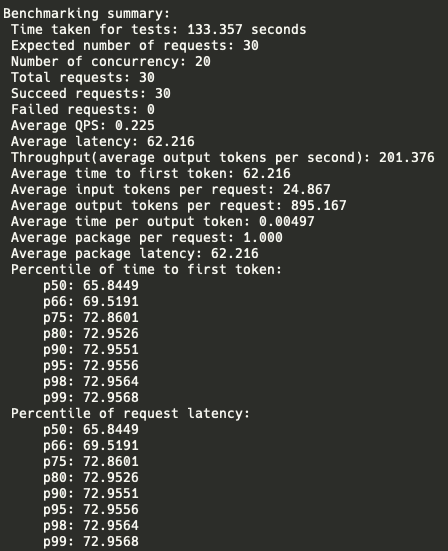 Benchmarking summary:
Time taken for tests: 133.357 seconds
Expected number of requests: 30
Number of concurrency: 20
Total requests: 30
Succeed requests: 30
Failed requests: 0
Average QPS: 0.225
Average latency: 62.216
Throughput(average output tokens per second): 201.376
Average time to first token: 62.216
Average input tokens per request: 24.867
Average output tokens per request: 895.167
Average time per output token: 0.00497
Average package per request: 1.000
Average package latency: 62.216
Percentile of time to first token:
p50: 65.8449
p66: 69.5191
p75: 72.8601
p80: 72.9526
p90: 72.9551
p95: 72.9556
p98: 72.9564
p99: 72.9568
Percentile of request latency:
p50: 65.8449
p66: 69.5191
p75: 72.8601
p80: 72.9526
p90: 72.9551
p95: 72.9556
p98: 72.9564
p99: 72.9568